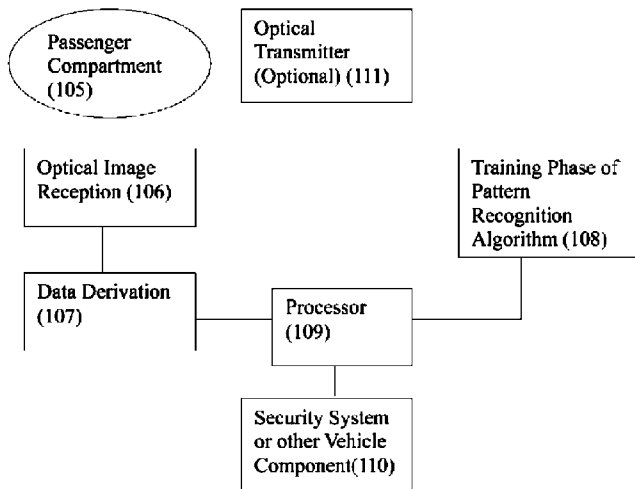 Passenger
Compartment
(105)
Optical
Transmitter
(Optional) (111)
Optical Image
Reception (106)
Training Phase of
Pattern
Recognition
Algorithm (108)
Data Derivation
(107)
Processor
(109)
Security System
or other Vehicle
Component(110)